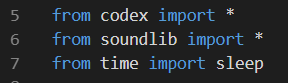 5 from codex import *
6 from soundlib import *
7 from time import sleep